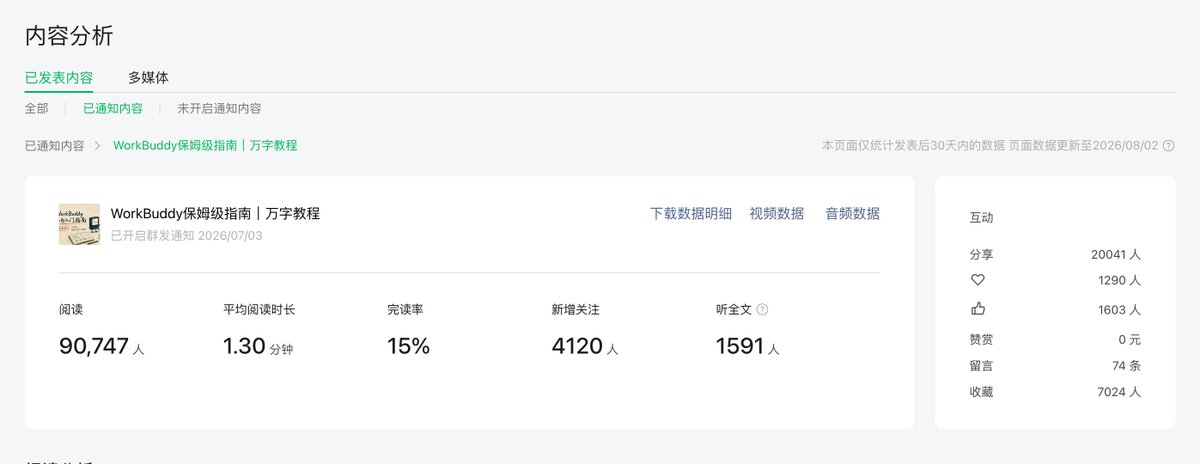 内容分析
已发表内容 多媒体
全部 已通知内容 未开启通知内容
已通知内容 > WorkBuddy保姆级指南｜万字教程 本页面仅统计发表后30天内的数据 页面数据更新至2026/08/02
WorkBuddy保姆级指南｜万字教程 下载数据明细 视频数据 音频数据
已开启群发通知 2026/07/03
阅读 平均阅读时长 完读率 新增关注 听全文
90,747 人 1.30 分钟 15% 4120 人 1591 人
互动
分享 20041 人
1290 人
1603 人
赞赏 0 元
留言 74 条
收藏 7024 人